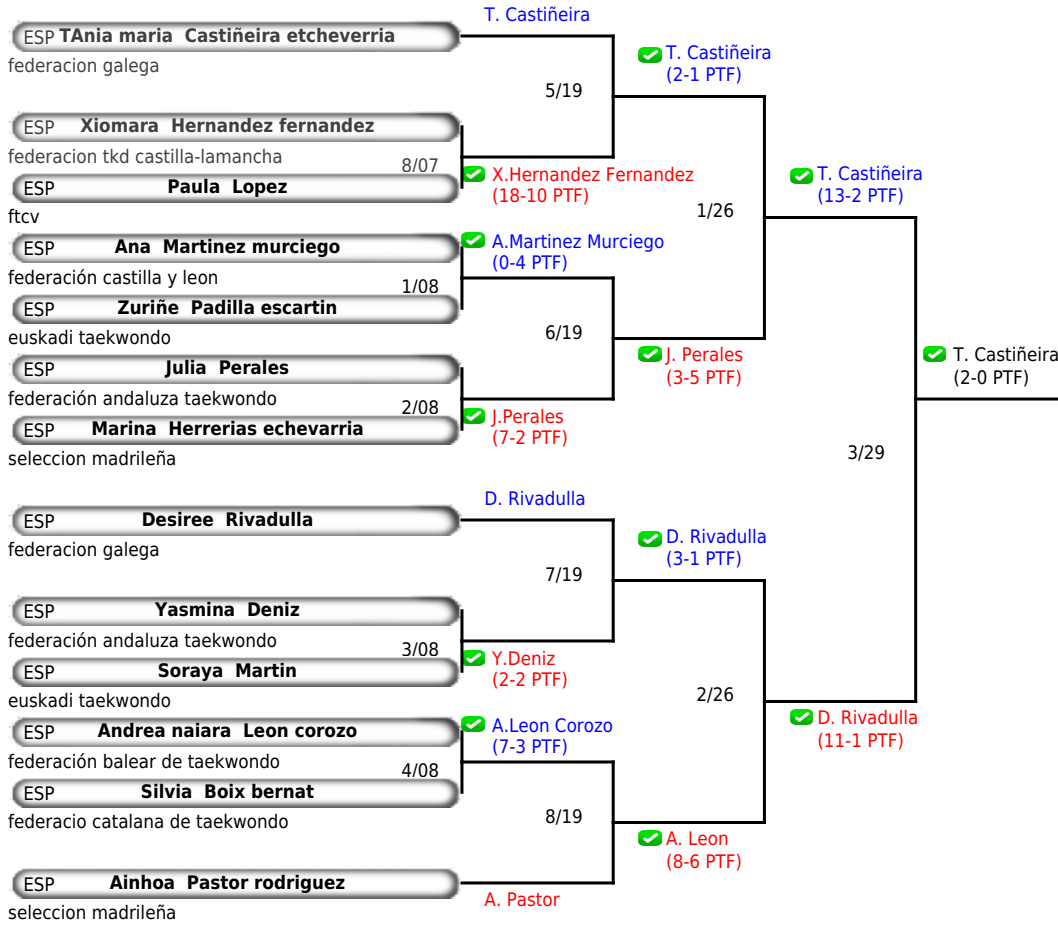 T. Castiñeira
ESP TAnia maria Castiñeira etcheverria
federacion galega
T. Castiñeira
(2-1 PTF)
5/19
ESP Xiomara Hernandez fernandez
federacion tkd castilla-lamancha
8/07
X.Hernandez Fernandez
(18-10 PTF)
ESP Paula Lopez
ftcv
T. Castiñeira
(13-2 PTF)
1/26
ESP Ana Martinez murciego
federación castilla y leon
1/08
A.Martinez Murciego
(0-4 PTF)
ESP Zuriñe Padilla escartin
euskadi taekwondo
6/19
J. Perales
(3-5 PTF)
ESP Julia Perales
federación andaluza taekwondo
2/08
J.Perales
(7-2 PTF)
ESP Marina Herrerias echevarria
seleccion madrileña
T. Castiñeira
(2-0 PTF)
3/29
D. Rivadulla
ESP Desiree Rivadulla
federacion galega
D. Rivadulla
(3-1 PTF)
7/19
ESP Yasmina Deniz
federación andaluza taekwondo
3/08
Y.Deniz
(2-2 PTF)
ESP Soraya Martin
euskadi taekwondo
2/26
D. Rivadulla
(11-1 PTF)
ESP Andrea naiara Leon corozo
federación balear de taekwondo
4/08
A.Leon Corozo
(7-3 PTF)
ESP Silvia Boix bernat
federacio catalana de taekwondo
8/19
A. Leon
(8-6 PTF)
ESP Ainhoa Pastor rodriguez
seleccion madrileña
A. Pastor